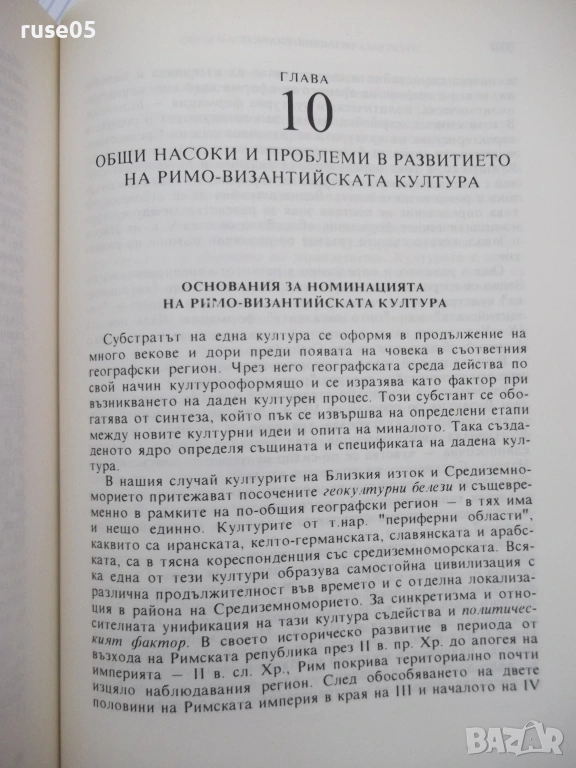 ruse05
ГЛАВА
10
ОБЩИ НАСОКИ И ПРОБЛЕМИ В РАЗВИТИЕТО
НА РИМО-ВИЗАНТИЙСКАТА КУЛТУРА
ОСНОВАНИЯ ЗА НОМИНАЦИЯТА
НА РИМО-ВИЗАНТИЙСКАТА КУЛТУРА
Субстратът на една култура се оформя в продължение на
много векове и дори преди появата на човека в съответния
географски регион. Чрез него географската среда действа по
свой начин културооформящо и се изразява като фактор при
възникването на даден културен процес. Този субстант се обо-
гатява от синтеза, който пък се извършва на определени етапи
между новите културни идеи и опита на миналото. Така създа-
деното ядро определя същината и спецификата на дадена кул-
тура.
В нашия случай културите на Близкия изток и Средиземно-
морието притежават посочените геокултурни белези и същевре-
менно в рамките на по-общия географски регион – в тях има
и нещо единно. Културите от т.нар. "периферни области",
каквито са иранската, келто-германската, славянската и арабс-
ката, са в тясна кореспонденция със средиземноморската. Вся-
ка една от тези култури образува самостойна цивилизация с
различна продължителност във времето и с отделна локализа-
ция в района на Средиземноморието. За синкретизма и отно-
сителната унификация на тази култура съдейства и политичес-
кият фактор. В своето историческо развитие в периода от
възхода на Римската република през II в. пр. Хр. до апогея на
империята – II в. сл. Хр., Рим покрива териториално почти
изцяло наблюдавания регион. След обособяването на двете
половини на Римската империя в края на III и началото на IV
BAZAR